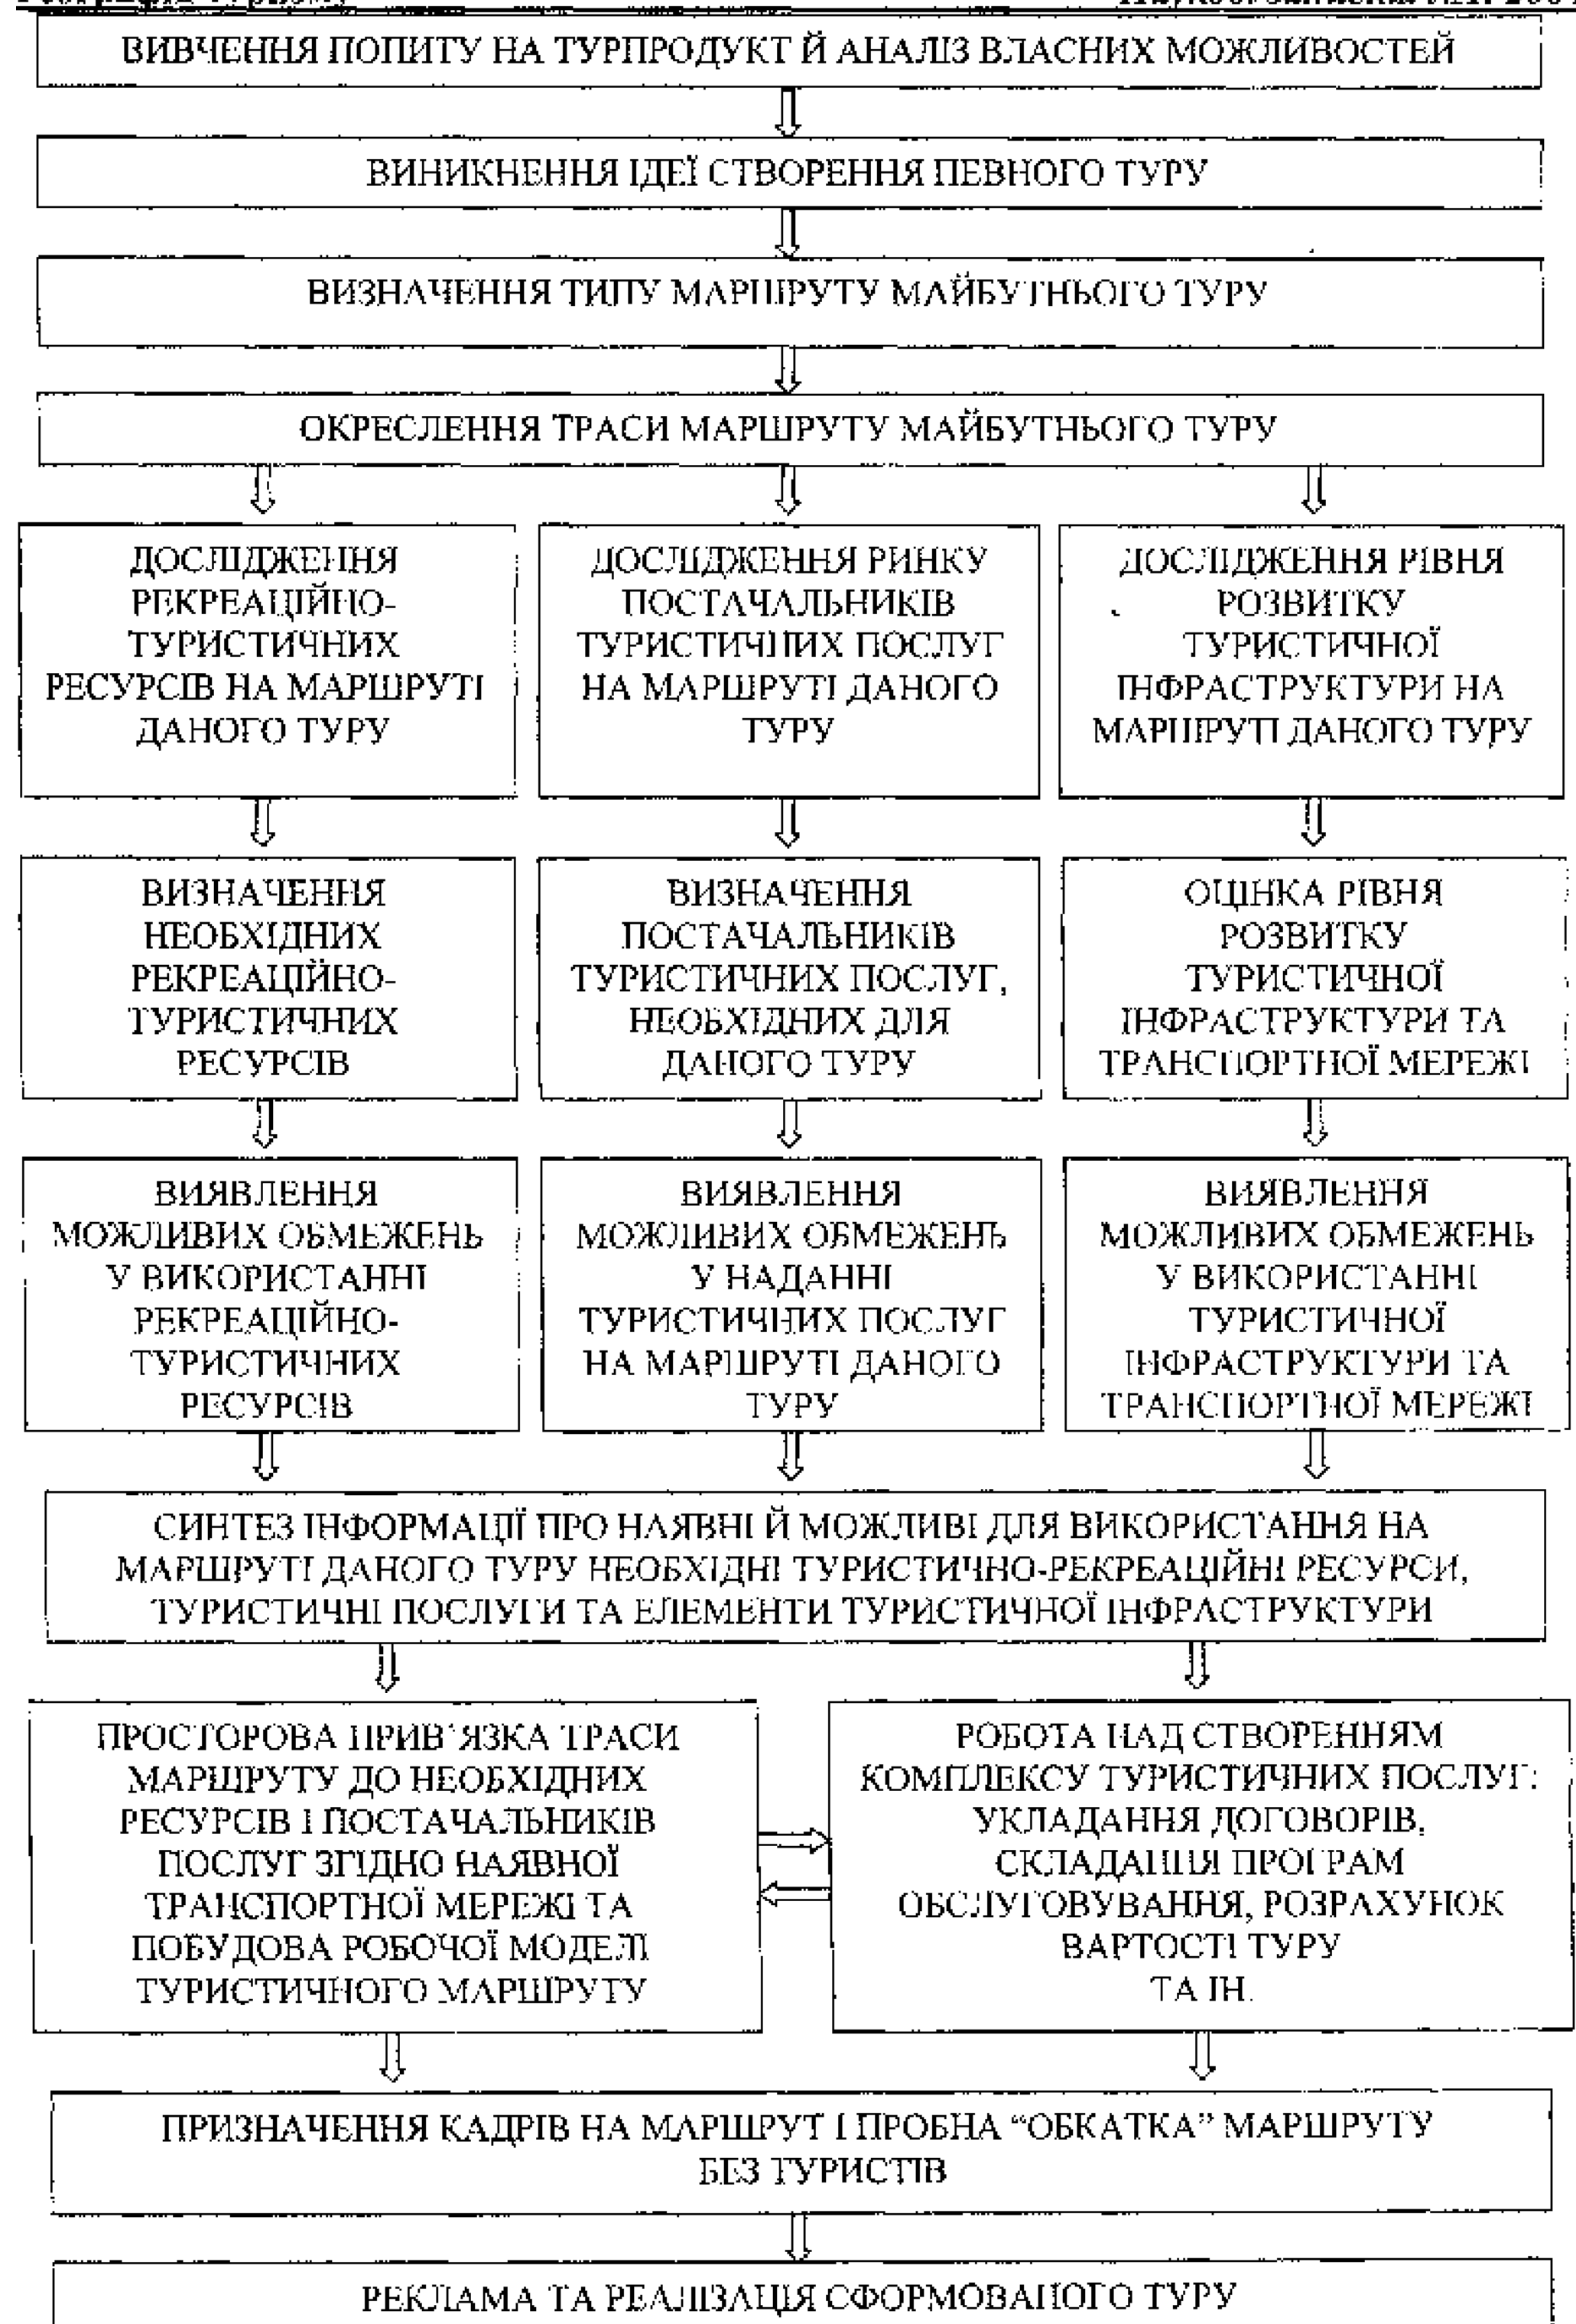 ВИВЧЕННЯ ПОПИТУ НА ТУРПРОДУКТ Й АНАЛІЗ ВЛАСНИХ МОЖЛИВОСТЕЙ
ВИНИКНЕННЯ ІДЕЇ СТВОРЕННЯ ПЕВНОГО ТУРУ
ВИЗНАЧЕННЯ ТИПУ МАРШРУТУ МАЙБУТНЬОГО ТУРУ
ОКРЕСЛЕННЯ ТРАСИ МАРШРУТУ МАЙБУТНЬОГО ТУРУ
ДОСЛІДЖЕННЯ
РЕКРЕАЦІЙНО-
ТУРИСТИЧНИХ
РЕСУРСІВ НА МАРШРУТІ
ДАНОГО ТУРУ
ДОСЛІДЖЕННЯ РИНКУ
ПОСТАЧАЛЬНИКІВ
ТУРИСТИЧНИХ ПОСЛУГ
НА МАРШРУТІ ДАНОГО
ТУРУ
ДОСЛІДЖЕННЯ РІВНЯ
РОЗВИТКУ
ТУРИСТИЧНОЇ
ІНФРАСТРУКТУРИ НА
МАРШРУТІ ДАНОГО ТУРУ
ВИЗНАЧЕННЯ
НЕОБХІДНИХ
РЕКРЕАЦІЙНО-
ТУРИСТИЧНИХ
РЕСУРСІВ
ВИЗНАЧЕННЯ
ПОСТАЧАЛЬНИКІВ
ТУРИСТИЧНИХ ПОСЛУГ,
НЕОБХІДНИХ ДЛЯ
ДАНОГО ТУРУ
ОЦІНКА РІВНЯ
РОЗВИТКУ
ТУРИСТИЧНОЇ
ІНФРАСТРУКТУРИ ТА
ТРАНСПОРТНОЇ МЕРЕЖІ
ВИЯВЛЕННЯ
МОЖЛИВИХ ОБМЕЖЕНЬ
У ВИКОРИСТАННІ
РЕКРЕАЦІЙНО-
ТУРИСТИЧНИХ
РЕСУРСІВ
ВИЯВЛЕННЯ
МОЖЛИВИХ ОБМЕЖЕНЬ
У НАДАННІ
ТУРИСТИЧНИХ ПОСЛУГ
НА МАРШРУТІ ДАНОГО
ТУРУ
ВИЯВЛЕННЯ
МОЖЛИВИХ ОБМЕЖЕНЬ
У ВИКОРИСТАННІ
ТУРИСТИЧНОЇ
ІНФРАСТРУКТУРИ ТА
ТРАНСПОРТНОЇ МЕРЕЖІ
СИНТЕЗ ІНФОРМАЦІЇ ПРО НАЯВНІ Й МОЖЛИВІ ДЛЯ ВИКОРИСТАННЯ НА
МАРШРУТІ ДАНОГО ТУРУ НЕОБХІДНІ ТУРИСТИЧНО-РЕКРЕАЦІЙНІ РЕСУРСИ,
ТУРИСТИЧНІ ПОСЛУГИ ТА ЕЛЕМЕНТИ ТУРИСТИЧНОЇ ІНФРАСТРУКТУРИ
ПРОСТОРОВА ПРИВ'ЯЗКА ТРАСИ
МАРШРУТУ ДО НЕОБХІДНИХ
РЕСУРСІВ І ПОСТАЧАЛЬНИКІВ
ПОСЛУГ ЗГІДНО НАЯВНОЇ
ТРАНСПОРТНОЇ МЕРЕЖІ ТА
ПОБУДОВА РОБОЧОЇ МОДЕЛІ
ТУРИСТИЧНОГО МАРШРУТУ
РОБОТА НАД СТВОРЕННЯМ
КОМПЛЕКСУ ТУРИСТИЧНИХ ПОСЛУГ:
УКЛАДАННЯ ДОГОВОРІВ,
СКЛАДАННЯ ПРОГРАМ
ОБСЛУГОВУВАННЯ, РОЗРАХУНОК
ВАРТОСТІ ТУРУ
ТА ІН.
ПРИЗНАЧЕННЯ КАДРІВ НА МАРШРУТ І ПРОБНА “ОБКАТКА” МАРШРУТУ
БЕЗ ТУРИСТІВ
РЕКЛАМА ТА РЕАЛІЗАЦІЯ СФОРМОВАНОГО ТУРУ